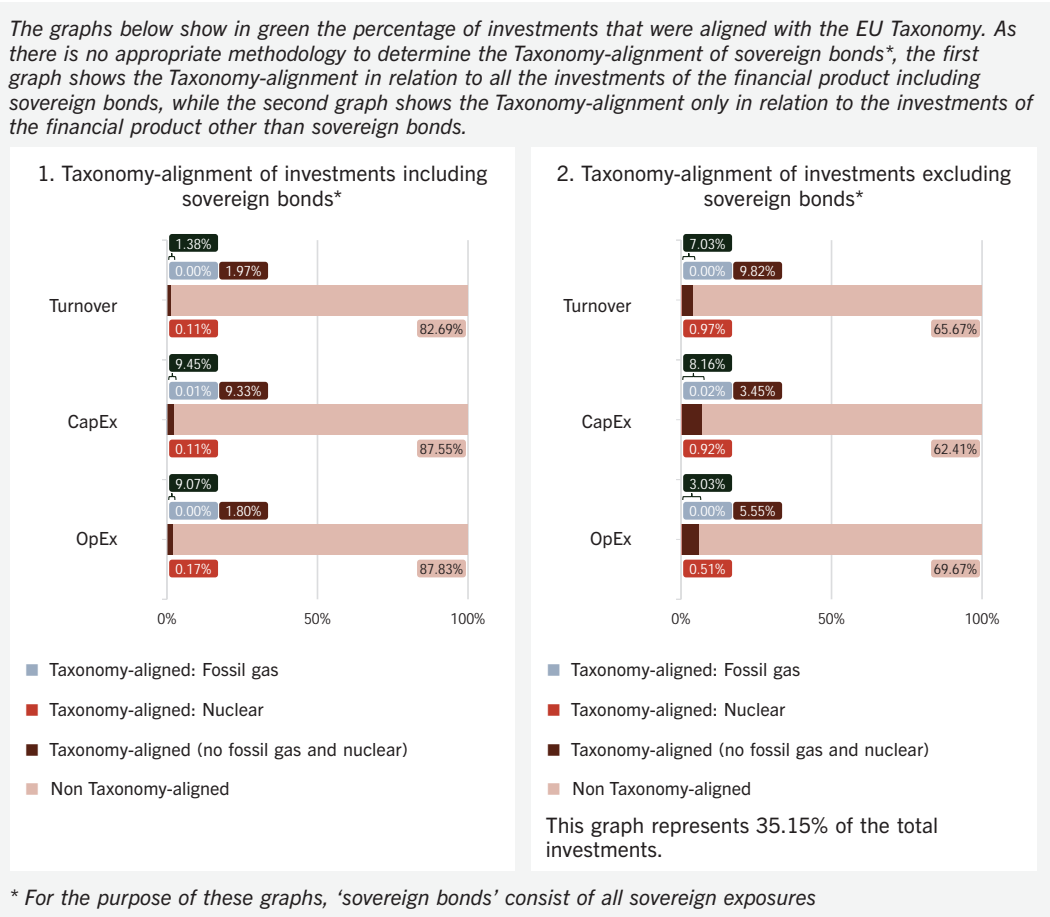 The graphs below show in green the percentage of investments that were aligned with the EU Taxonomy. As
there is no appropriate methodology to determine the Taxonomy-alignment of sovereign bonds*, the first
graph shows the Taxonomy-alignment in relation to all the investments of the financial product including
sovereign bonds, while the second graph shows the Taxonomy-alignment only in relation to the investments of
the financial product other than sovereign bonds.
1. Taxonomy-alignment of investments including
sovereign bonds*
1.38%
0.00% 1.97%
Turnover
0.11% 82.69%
9.45%
0.01% 9.33%
CapEx
0.11% 87.55%
9.07%
0.00% 1.80%
OpEx
0.17% 87.83%
0% 50% 100%
Taxonomy-aligned: Fossil gas
Taxonomy-aligned: Nuclear
Taxonomy-aligned (no fossil gas and nuclear)
Non Taxonomy-aligned
2. Taxonomy-alignment of investments excluding
sovereign bonds*
7.03%
0.00% 9.82%
Turnover
0.97% 65.67%
8.16%
0.02% 3.45%
CapEx
0.92% 62.41%
3.03%
0.00% 5.55%
OpEx
0.51% 69.67%
0% 50% 100%
Taxonomy-aligned: Fossil gas
Taxonomy-aligned: Nuclear
Taxonomy-aligned (no fossil gas and nuclear)
Non Taxonomy-aligned
This graph represents 35.15% of the total
investments.
* For the purpose of these graphs, ‘sovereign bonds’ consist of all sovereign exposures